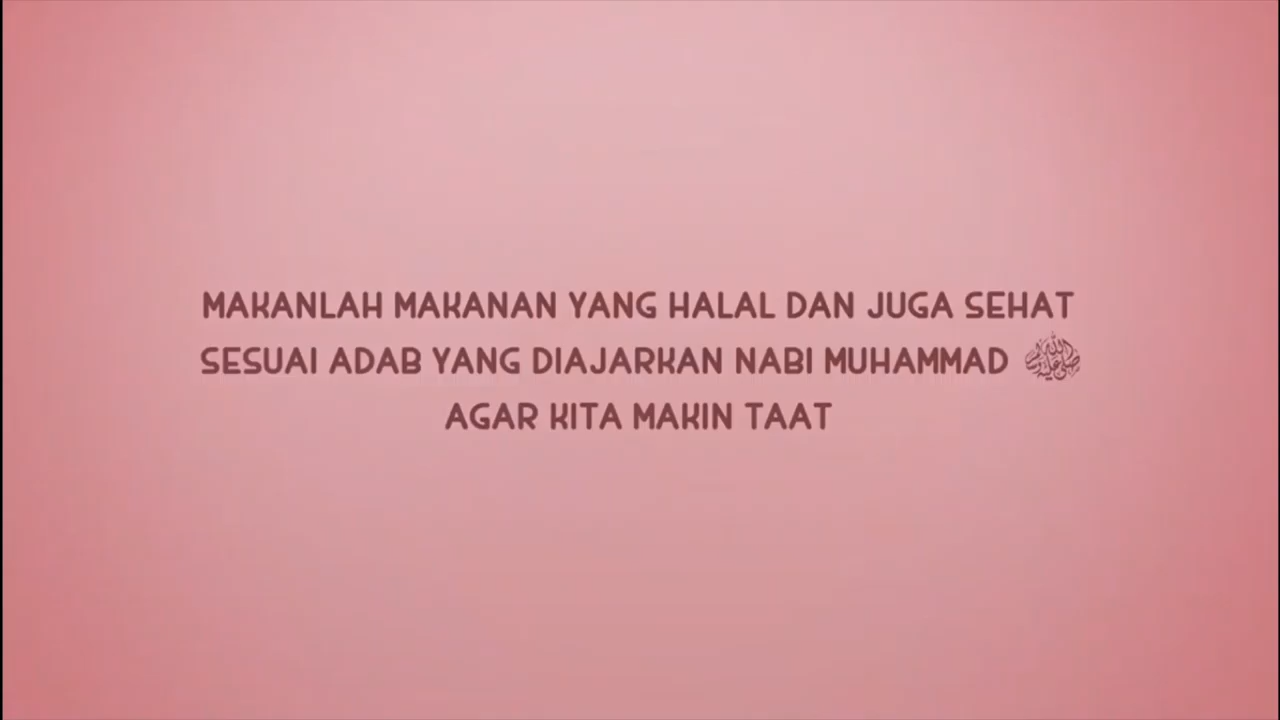 MAKANLAH MAKANAN YANG HALAL DAN JUGA SEHAT
SESUAI ADAB YANG DIAJARKAN NABI MUHAMMAD ﷺ
AGAR KITA MAKIN TAAT